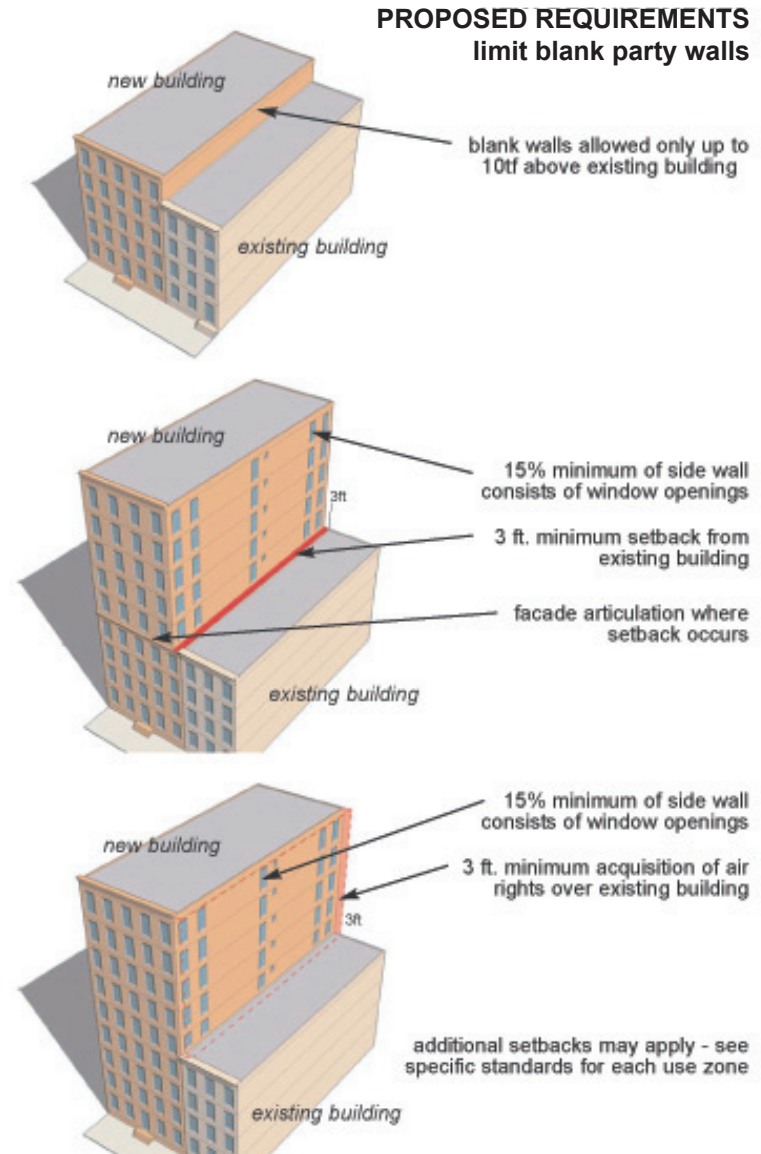 PROPOSED REQUIREMENTS
limit blank party walls
new building
blank walls allowed only up to
10tf above existing building
existing building
new building
15% minimum of side wall
consists of window openings
3ft
3 ft. minimum setback from
existing building
facade articulation where
setback occurs
existing building
15% minimum of side wall
consists of window openings
new building
3 ft. minimum acquisition of air
rights over existing building
3ft
additional setbacks may apply - see
specific standards for each use zone
existing building